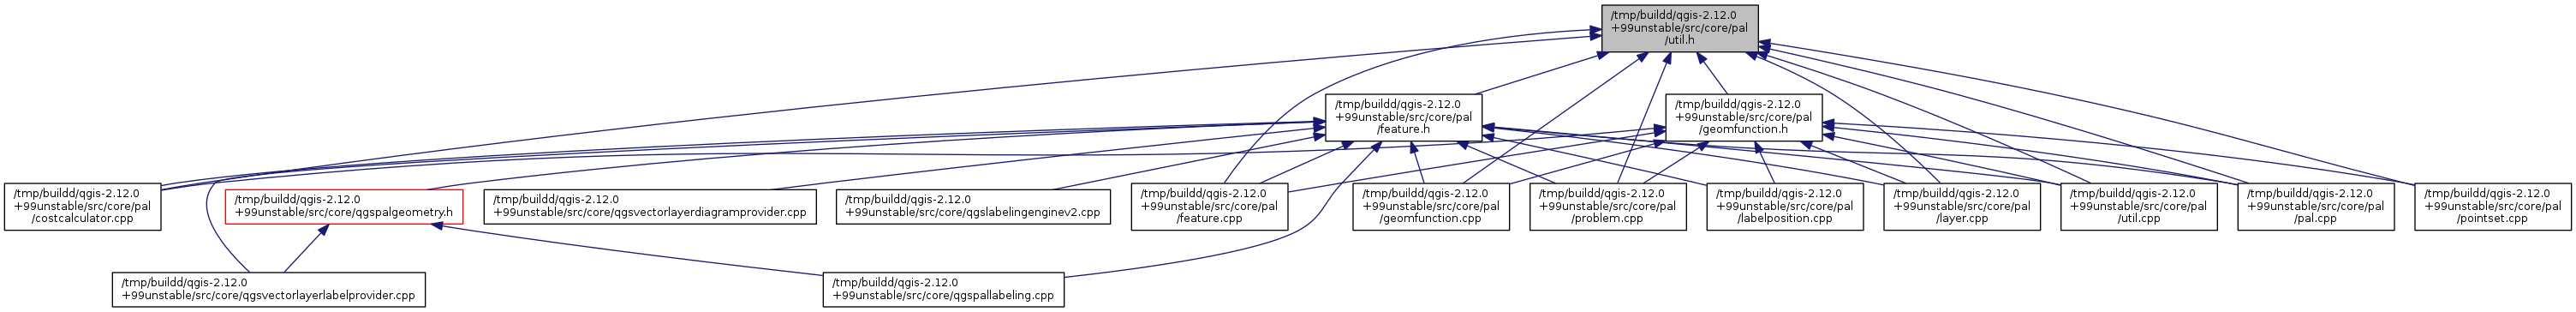 /tmp/buildd/qgis-2.12.0
+99unstable/src/core/pal
/util.h
/tmp/buildd/qgis-2.12.0
+99unstable/src/core/pal
/feature.h
/tmp/buildd/qgis-2.12.0
+99unstable/src/core/pal
/geomfunction.h
/tmp/buildd/qgis-2.12.0
+99unstable/src/core/pal
/costcalculator.cpp
/tmp/buildd/qgis-2.12.0
+99unstable/src/core/qgspalgeometry.h
/tmp/buildd/qgis-2.12.0
+99unstable/src/core/qgsvectorlayerdiagramprovider.cpp
/tmp/buildd/qgis-2.12.0
+99unstable/src/core/qgslabelingenginev2.cpp
/tmp/buildd/qgis-2.12.0
+99unstable/src/core/pal
/feature.cpp
/tmp/buildd/qgis-2.12.0
+99unstable/src/core/pal
/geomfunction.cpp
/tmp/buildd/qgis-2.12.0
+99unstable/src/core/pal
/problem.cpp
/tmp/buildd/qgis-2.12.0
+99unstable/src/core/pal
/labelposition.cpp
/tmp/buildd/qgis-2.12.0
+99unstable/src/core/pal
/layer.cpp
/tmp/buildd/qgis-2.12.0
+99unstable/src/core/pal
/util.cpp
/tmp/buildd/qgis-2.12.0
+99unstable/src/core/pal
/pal.cpp
/tmp/buildd/qgis-2.12.0
+99unstable/src/core/pal
/pointset.cpp
/tmp/buildd/qgis-2.12.0
+99unstable/src/core/qgsvectorlayerlabelprovider.cpp
/tmp/buildd/qgis-2.12.0
+99unstable/src/core/qgspallabeling.cpp